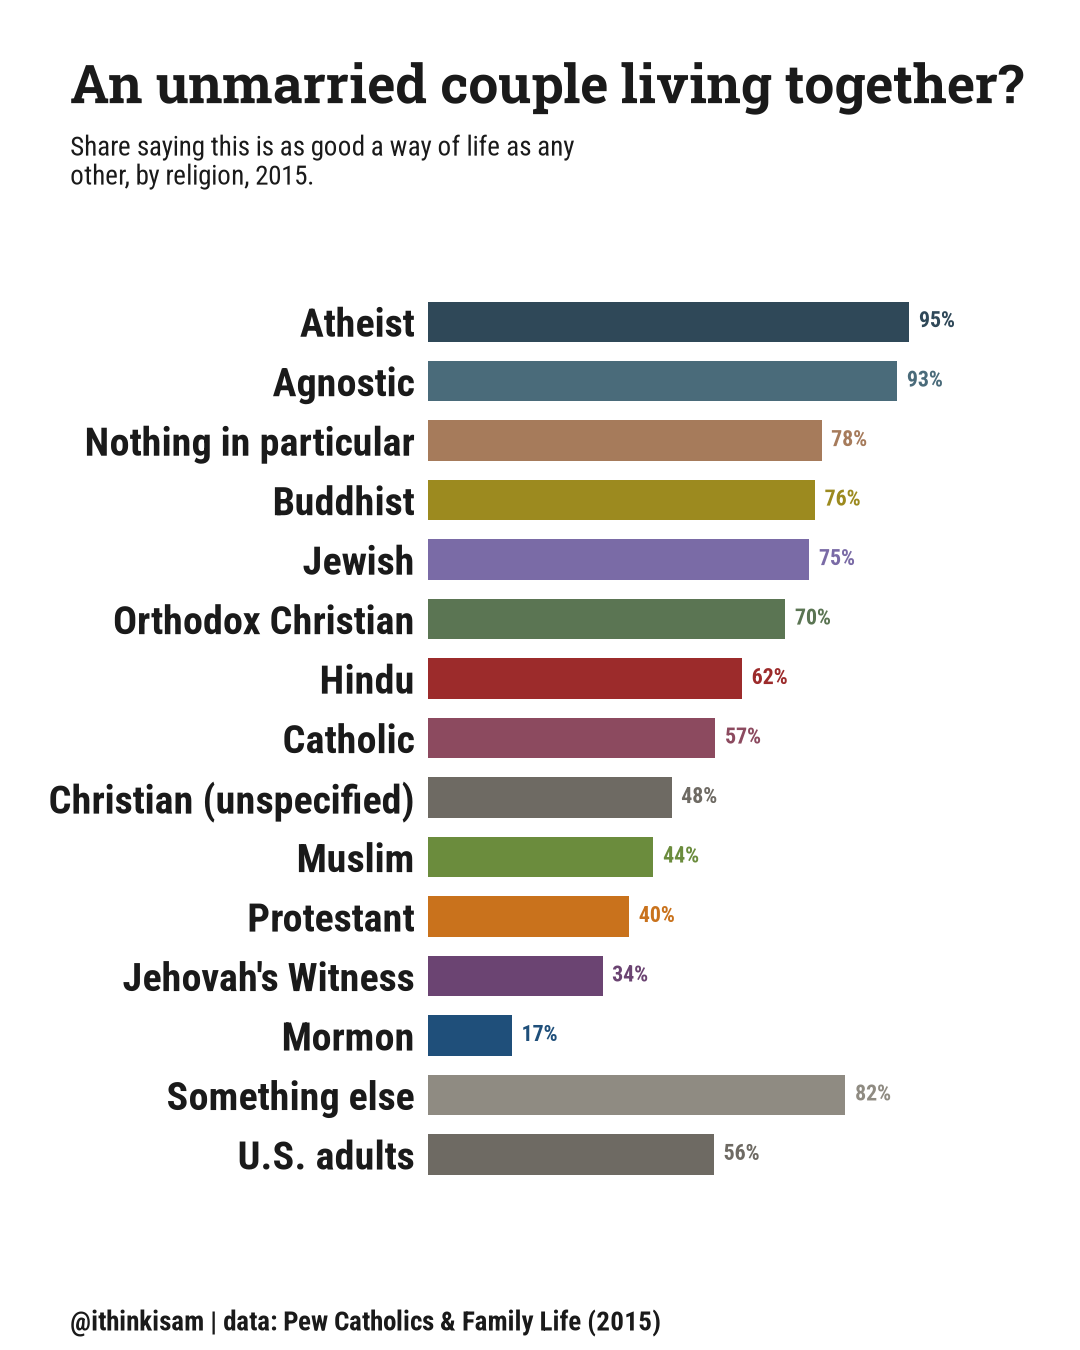 An unmarried couple living together?
Share saying this is as good a way of life as any
other, by religion, 2015.
Atheist 95%
Agnostic 93%
Nothing in particular 78%
Buddhist 76%
Jewish 75%
Orthodox Christian 70%
Hindu 62%
Catholic 57%
Christian (unspecified) 48%
Muslim 44%
Protestant 40%
Jehovah's Witness 34%
Mormon 17%
Something else 82%
U.S. adults 56%
@ithinkisam | data: Pew Catholics & Family Life (2015)